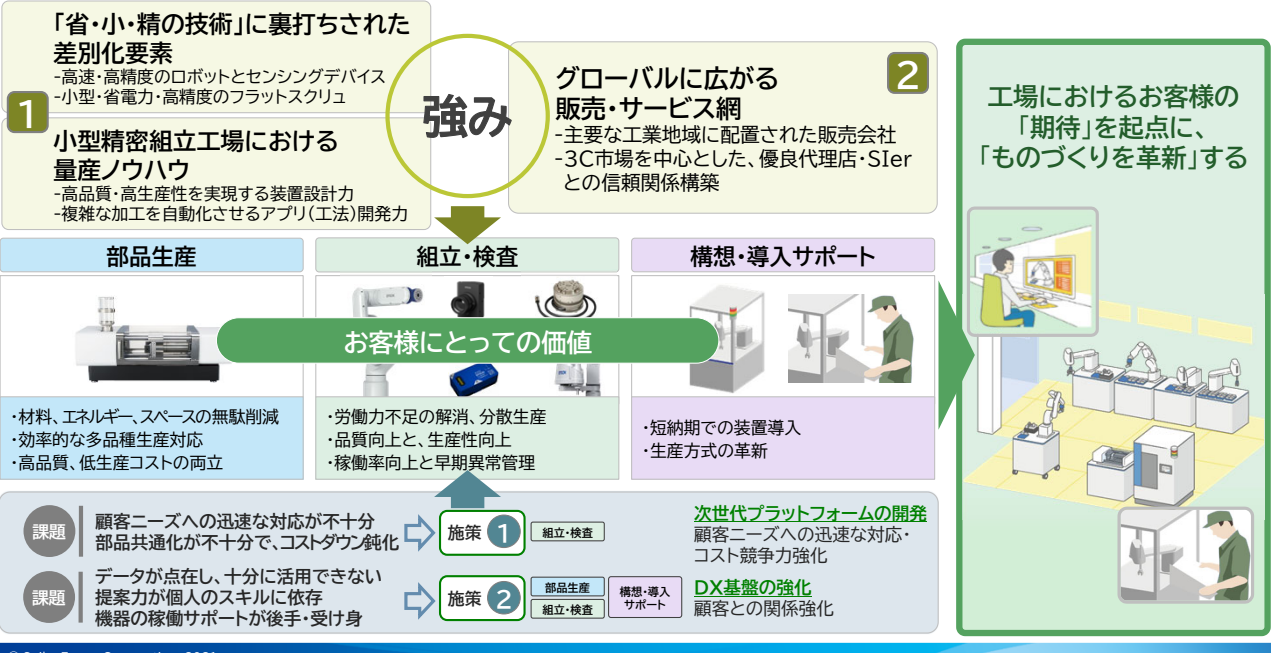 「省・小・精の技術」に裏打ちされた
差別化要素
-高速・高精度のロボットとセンシングデバイス
-小型・省電力・高精度のフラットスクリュ
1
小型精密組立工場における
量産ノウハウ
-高品質・高生産性を実現する装置設計力
-複雑な加工を自動化させるアプリ(工法)開発力
強み
2
グローバルに広がる
販売・サービス網
-主要な工業地域に配置された販売会社
-3C市場を中心とした、優良代理店・SIer
との信頼関係構築
部品生産
組立・検査
構想・導入サポート
お客様にとっての価値
・材料、エネルギー、スペースの無駄削減
・効率的な多品種生産対応
・高品質、低生産コストの両立
・労働力不足の解消、分散生産
・品質向上と、生産性向上
・稼働率向上と早期異常管理
・短納期での装置導入
・生産方式の革新
課題
顧客ニーズへの迅速な対応が不十分
部品共通化が不十分で、コストダウン鈍化
施策 1
組立・検査
次世代プラットフォームの開発
顧客ニーズへの迅速な対応・
コスト競争力強化
課題
データが点在し、十分に活用できない
提案力が個人のスキルに依存
機器の稼働サポートが後手・受け身
施策 2
部品生産
組立・検査
構想・導入
サポート
DX基盤の強化
顧客との関係強化
工場におけるお客様の
「期待」を起点に、
「ものづくりを革新」する